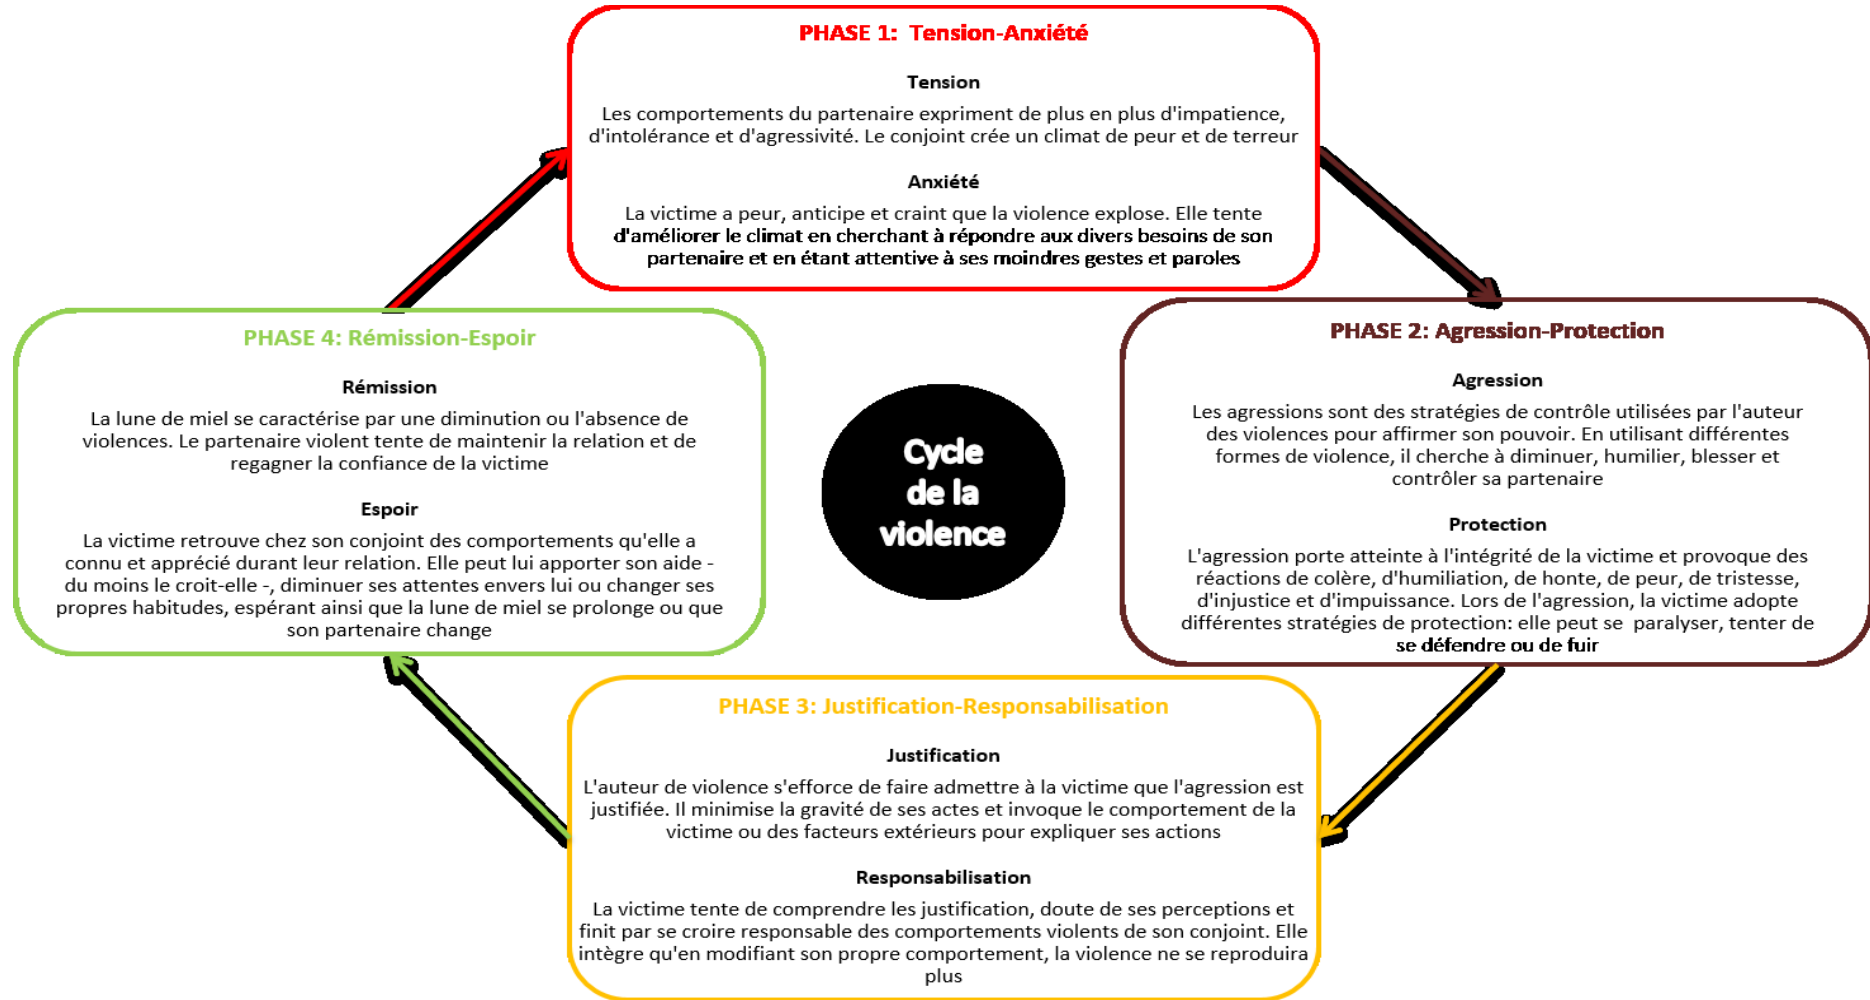 PHASE 1: Tension-Anxiété
Tension
Les comportements du partenaire expriment de plus en plus d'impatience,
d'intolérance et d'agressivité. Le conjoint crée un climat de peur et de terreur
Anxiété
La victime a peur, anticipe et craint que la violence explose. Elle tente
d'améliorer le climat en cherchant à répondre aux divers besoins de son
partenaire et en étant attentive à ses moindres gestes et paroles
PHASE 2: Agression-Protection
Agression
Les agressions sont des stratégies de contrôle utilisées par l'auteur
des violences pour affirmer son pouvoir. En utilisant différentes
formes de violence, il cherche à diminuer, humilier, blesser et
contrôler sa partenaire
Protection
L'agression porte atteinte à l'intégrité de la victime et provoque des
réactions de colère, d'humiliation, de honte, de peur, de tristesse,
d'injustice et d'impuissance. Lors de l'agression, la victime adopte
différentes stratégies de protection: elle peut se paralyser, tenter de
se défendre ou de fuir
PHASE 3: Justification-Responsabilisation
Justification
L'auteur de violence s'efforce de faire admettre à la victime que l'agression est
justifiée. Il minimise la gravité de ses actes et invoque le comportement de la
victime ou des facteurs extérieurs pour expliquer ses actions
Responsabilisation
La victime tente de comprendre les justification, doute de ses perceptions et
finit par se croire responsable des comportements violents de son conjoint. Elle
intègre qu'en modifiant son propre comportement, la violence ne se reproduira
plus
PHASE 4: Rémission-Espoir
Rémission
La lune de miel se caractérise par une diminution ou l'absence de
violences. Le partenaire violent tente de maintenir la relation et de
regagner la confiance de la victime
Espoir
La victime retrouve chez son conjoint des comportements qu'elle a
connu et apprécié durant leur relation. Elle peut lui apporter son aide -
du moins le croit-elle -, diminuer ses attentes envers lui ou changer ses
propres habitudes, espérant ainsi que la lune de miel se prolonge ou que
son partenaire change
Cycle
de la
violence